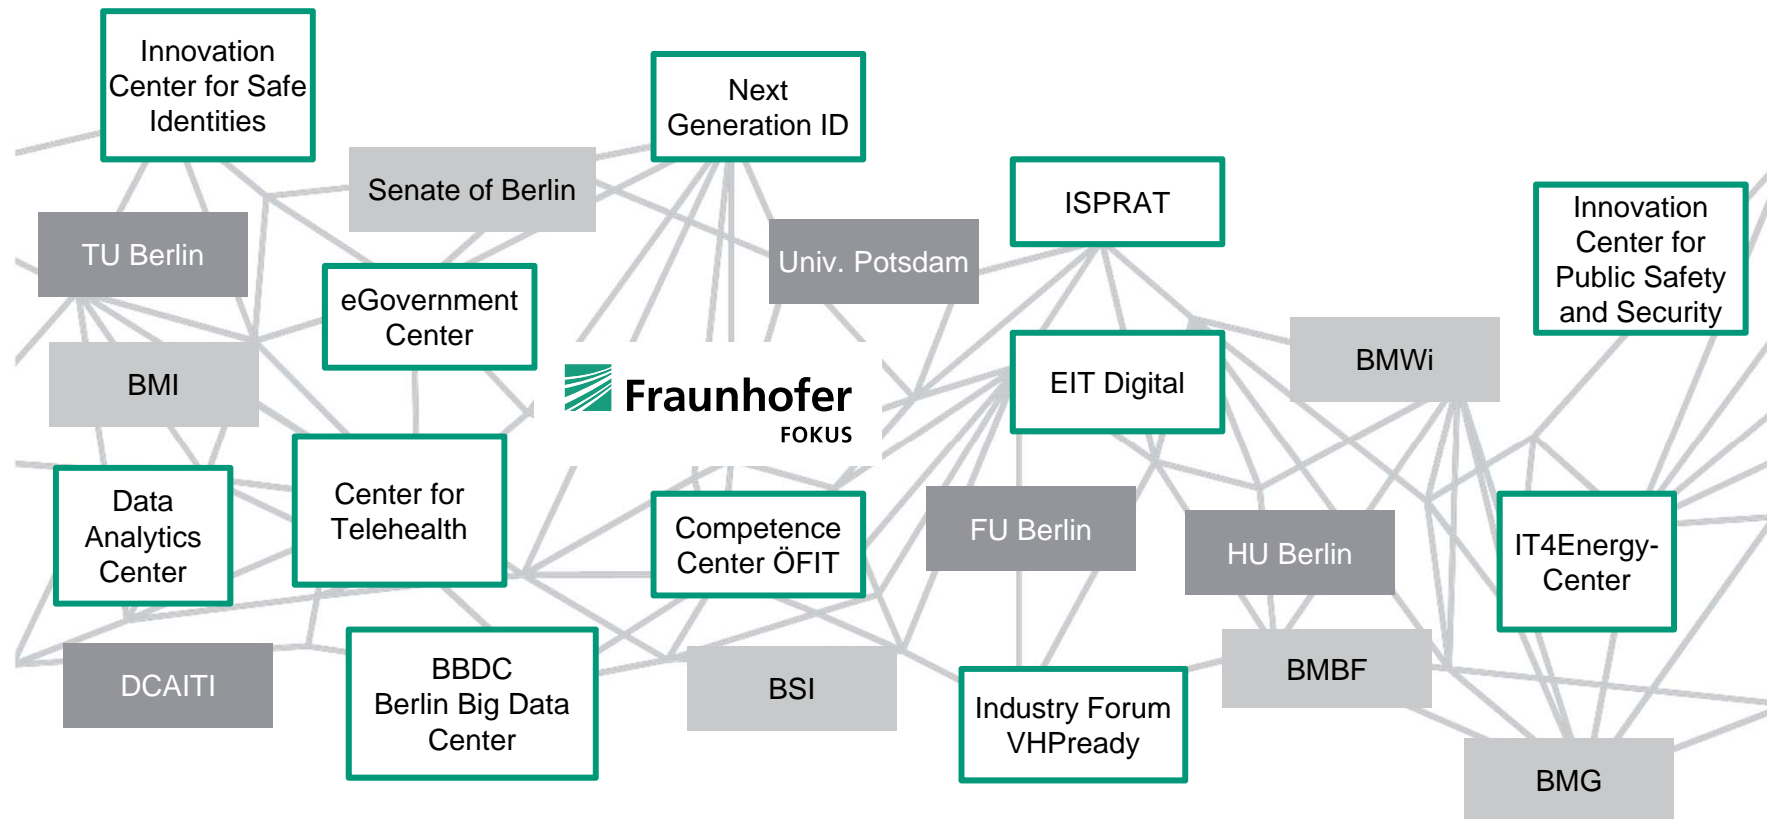 Innovation
Center for Safe
Identities
Next
Generation ID
Senate of Berlin
ISPRAT
Innovation
Center for
Public Safety
and Security
TU Berlin
Univ. Potsdam
eGovernment
Center
BMI
Fraunhofer
FOKUS
EIT Digital
BMWi
Data
Analytics
Center
Center for
Telehealth
Competence
Center ÖFIT
FU Berlin
HU Berlin
IT4Energy-
Center
DCAITI
BBDC
Berlin Big Data
Center
BSI
Industry Forum
VHPready
BMBF
BMG